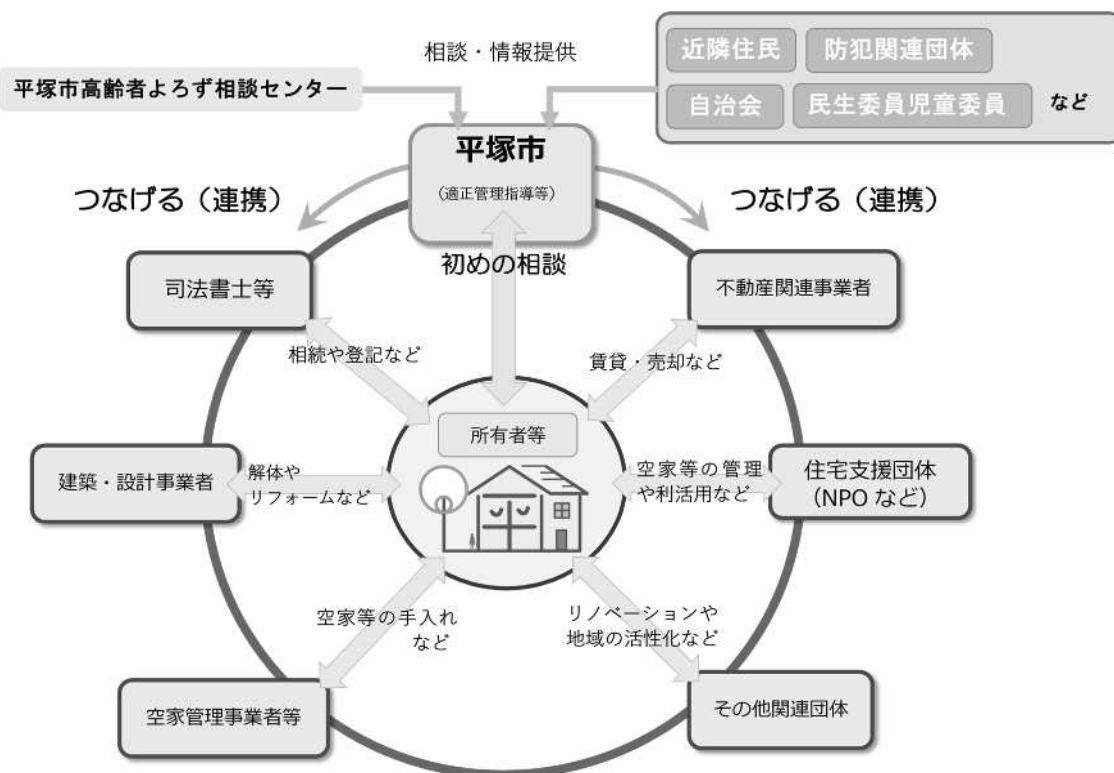 相談・情報提供
近隣住民
防犯関連団体
平塚市高齢者よろず相談センター
自治会
民生委員児童委員
など
平塚市
(適正管理指導等)
つなげる（連携）
つなげる（連携）
初めの相談
司法書士等
不動産関連事業者
相続や登記など
賃貸・売却など
所有者等
建築・設計事業者
解体や
リフォームなど
空家等の管理
や利活用など
住宅支援団体
（NPO など）
空家等の手入れ
など
リノベーションや
地域の活性化など
空家管理事業者等
その他関連団体